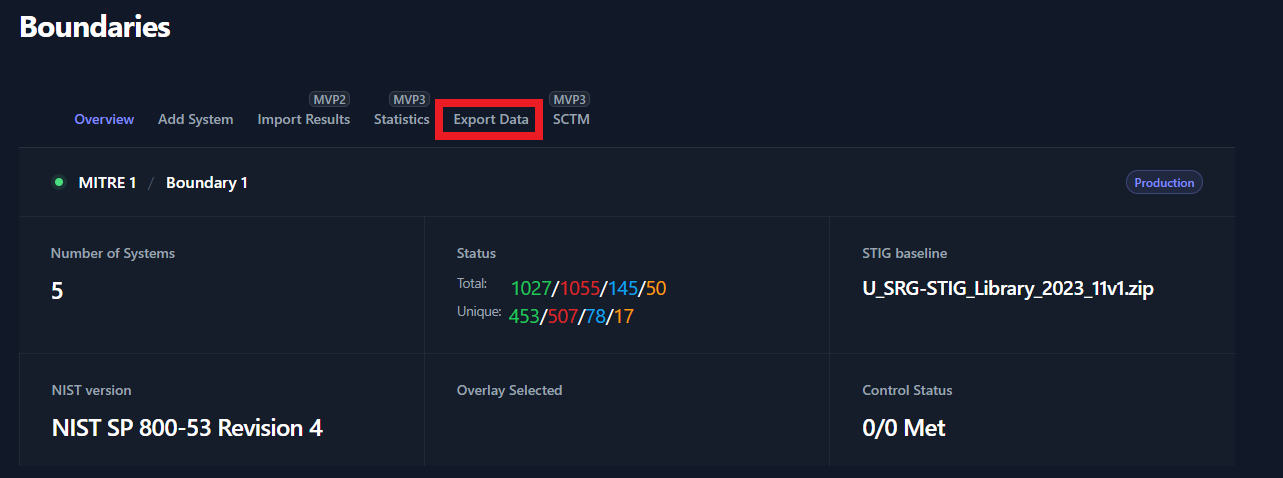 Boundaries
MVP2 MVP3 MVP3
Overview Add System Import Results Statistics Export Data SCTM
MITRE 1 / Boundary 1 Production
Number of Systems Status STIG baseline
5 Total: 1027/1055/145/50 U_SRG-STIG_Library_2023_11v1.zip
Unique: 453/507/78/17
NIST version Overlay Selected Control Status
NIST SP 800-53 Revision 4 0/0 Met